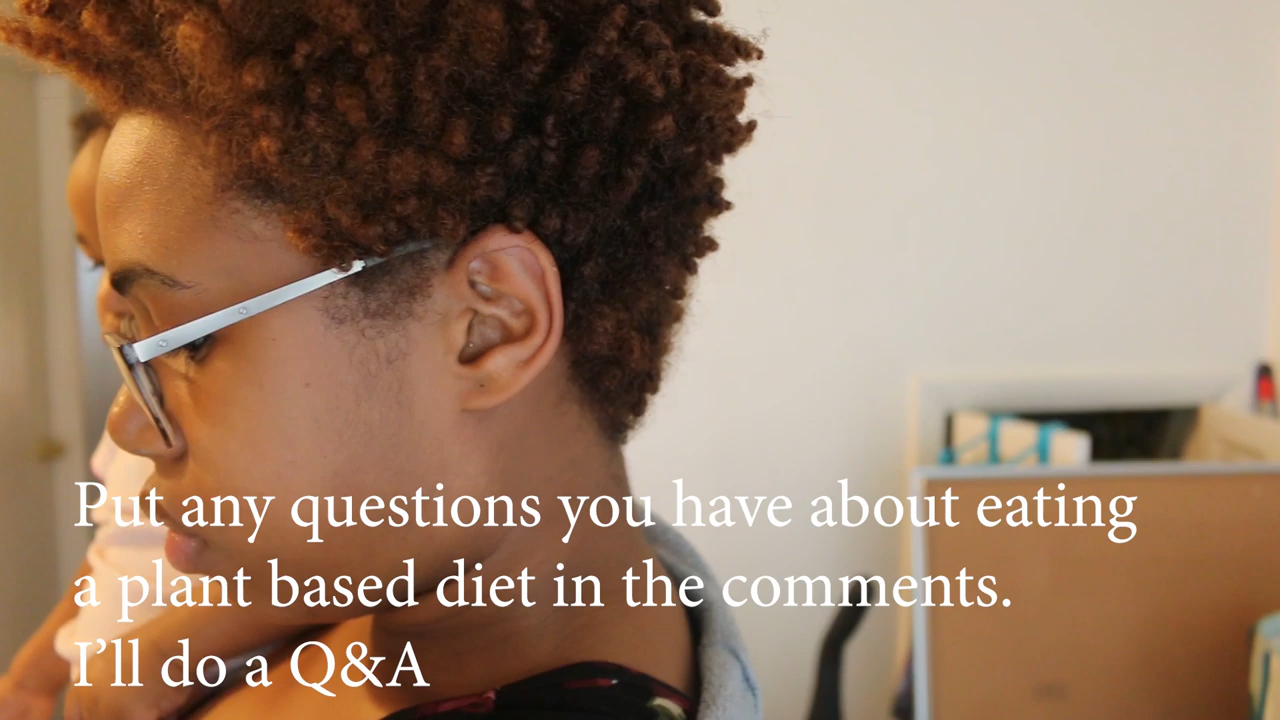 Put any questions you have about eating
a plant based diet in the comments.
I’ll do a Q&A